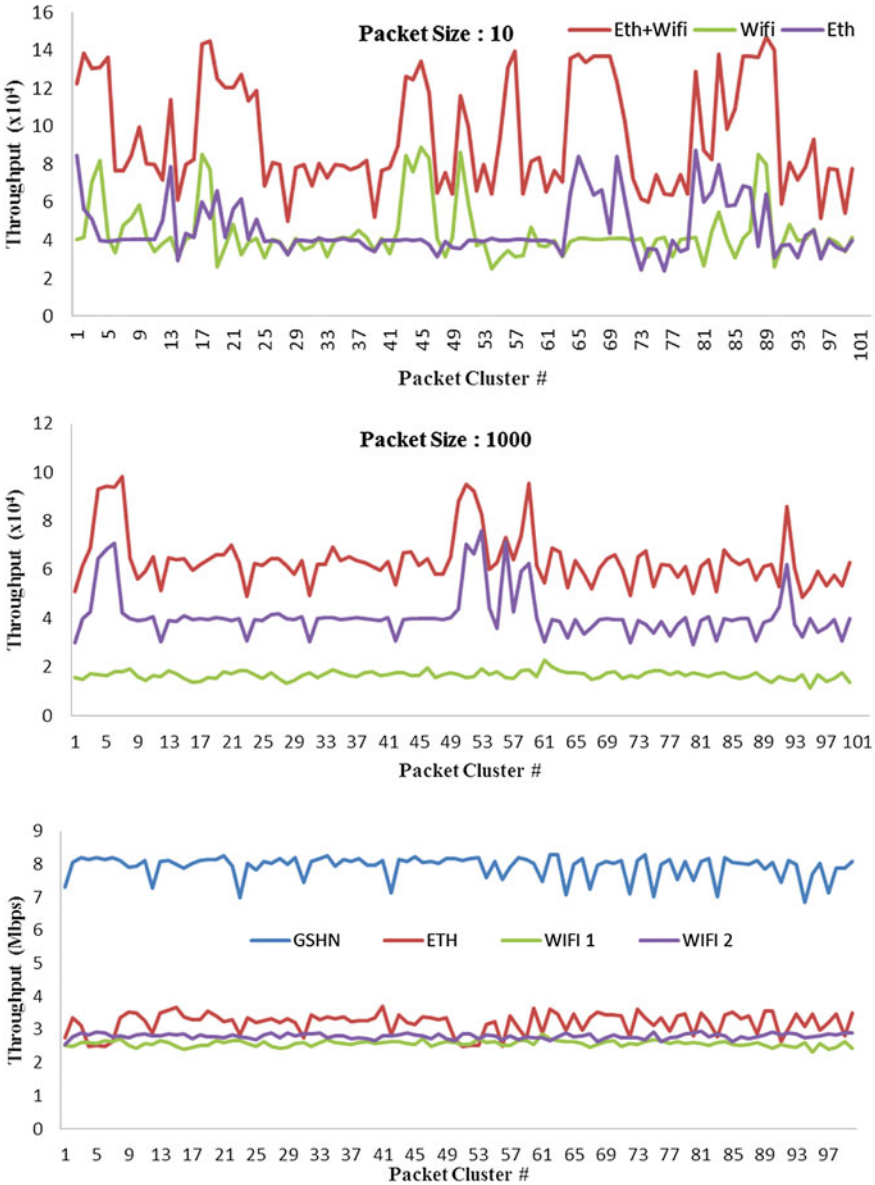 Packet Size : 10
Eth+Wifi Wifi Eth
Throughput (x10⁴)
16
14
12
10
8
6
4
2
0
1 5 9 13 17 21 25 29 33 37 41 45 49 53 57 61 65 69 73 77 81 85 89 93 97 101
Packet Cluster #
Packet Size : 1000
Throughput (x10⁴)
12
10
8
6
4
2
0
1 5 9 13 17 21 25 29 33 37 41 45 49 53 57 61 65 69 73 77 81 85 89 93 97 101
Packet Cluster #
Throughput (Mbps)
9
8
7
6
5
4
3
2
1
0
GSHN ETH WIFI 1 WIFI 2
1 5 9 13 17 21 25 29 33 37 41 45 49 53 57 61 65 69 73 77 81 85 89 93 97
Packet Cluster #